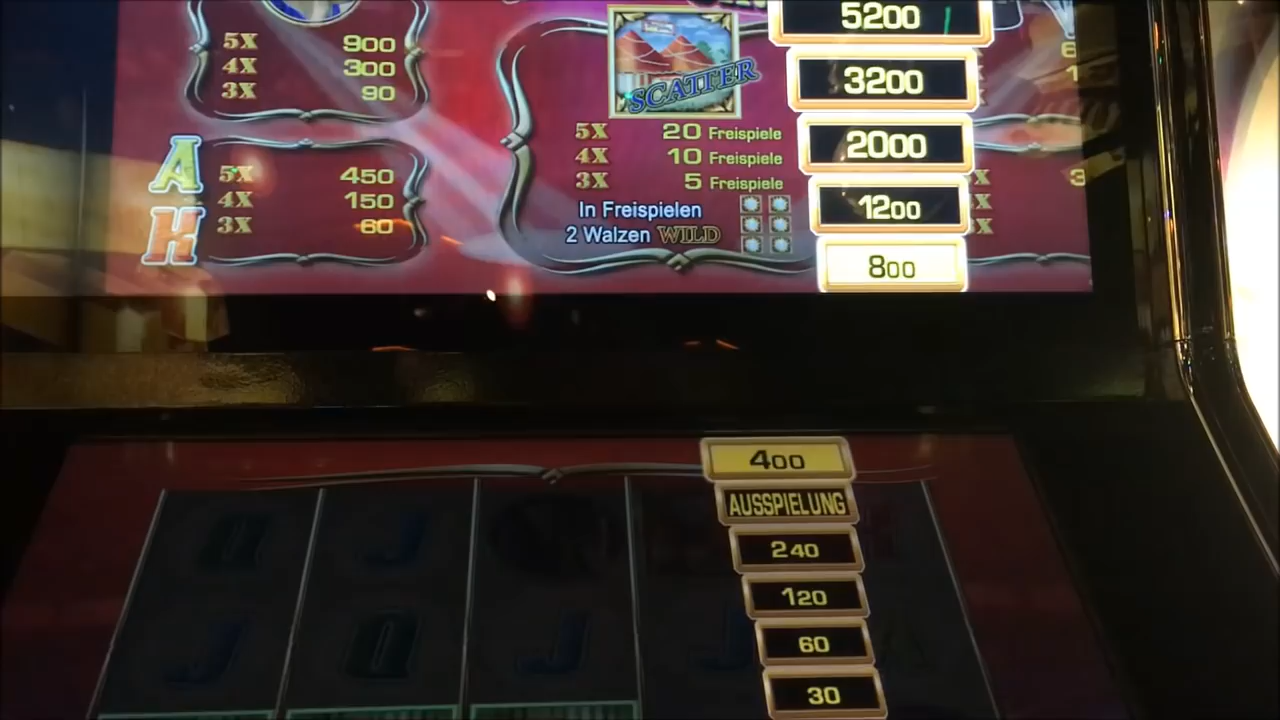 5X 900
4X 300
3X 90
A
H
5X 450
4X 150
3X 60
SCATTER
5X 20 Freispiele
4X 10 Freispiele
3X 5 Freispiele
In Freispielen
2 Walzen WILD
5200
3200
2000
1200
800
400
AUSSPIELUNG
240
120
60
30
Q
J
J
Q
J
J